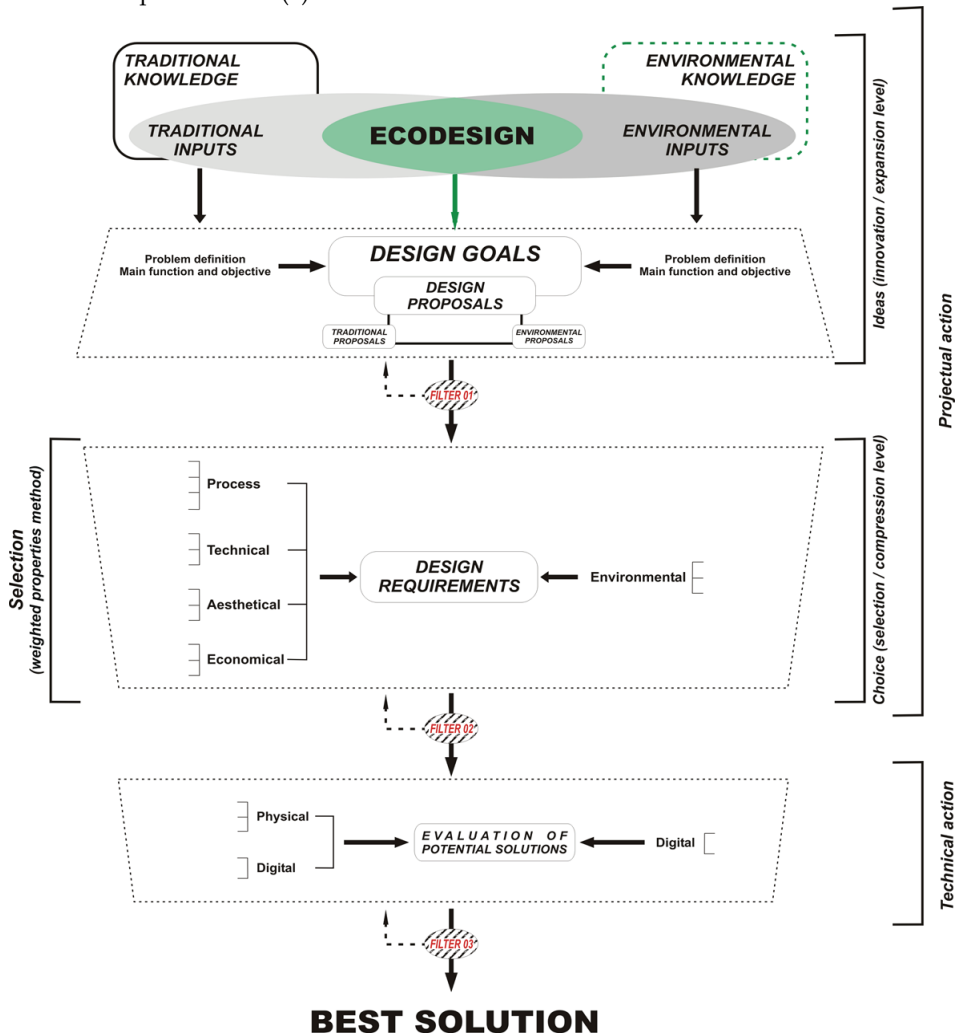 TRADITIONAL
KNOWLEDGE
ENVIRONMENTAL
KNOWLEDGE
TRADITIONAL
INPUTS
ECODESIGN
ENVIRONMENTAL
INPUTS
Problem definition
Main function and objective
DESIGN GOALS
Problem definition
Main function and objective
DESIGN
PROPOSALS
TRADITIONAL
PROPOSALS
ENVIRONMENTAL
PROPOSALS
Ideas (innovation / expansion level)
Projectual action
FILTER 01
Selection
(weighted properties method)
Process
Technical
Aesthetical
Economical
DESIGN
REQUIREMENTS
Environmental
Choice (selection / compression level)
FILTER 02
Physical
Digital
EVALUATION OF
POTENTIAL SOLUTIONS
Digital
Technical action
FILTER 03
BEST SOLUTION